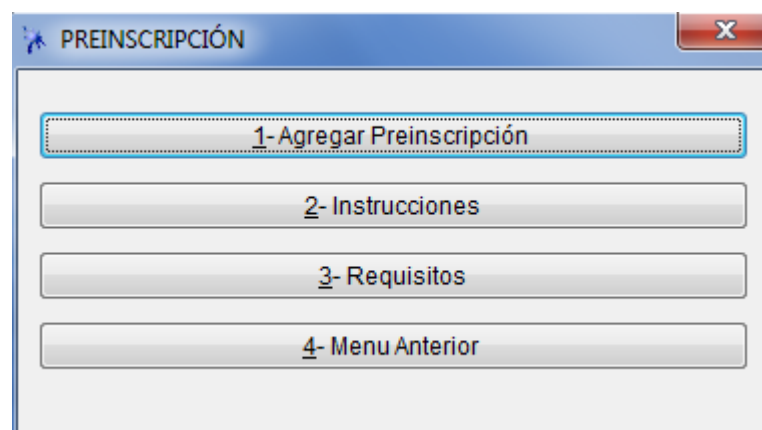 PREINSCRIPCIÓN
1- Agregar Preinscripción
2- Instrucciones
3- Requisitos
4- Menu Anterior